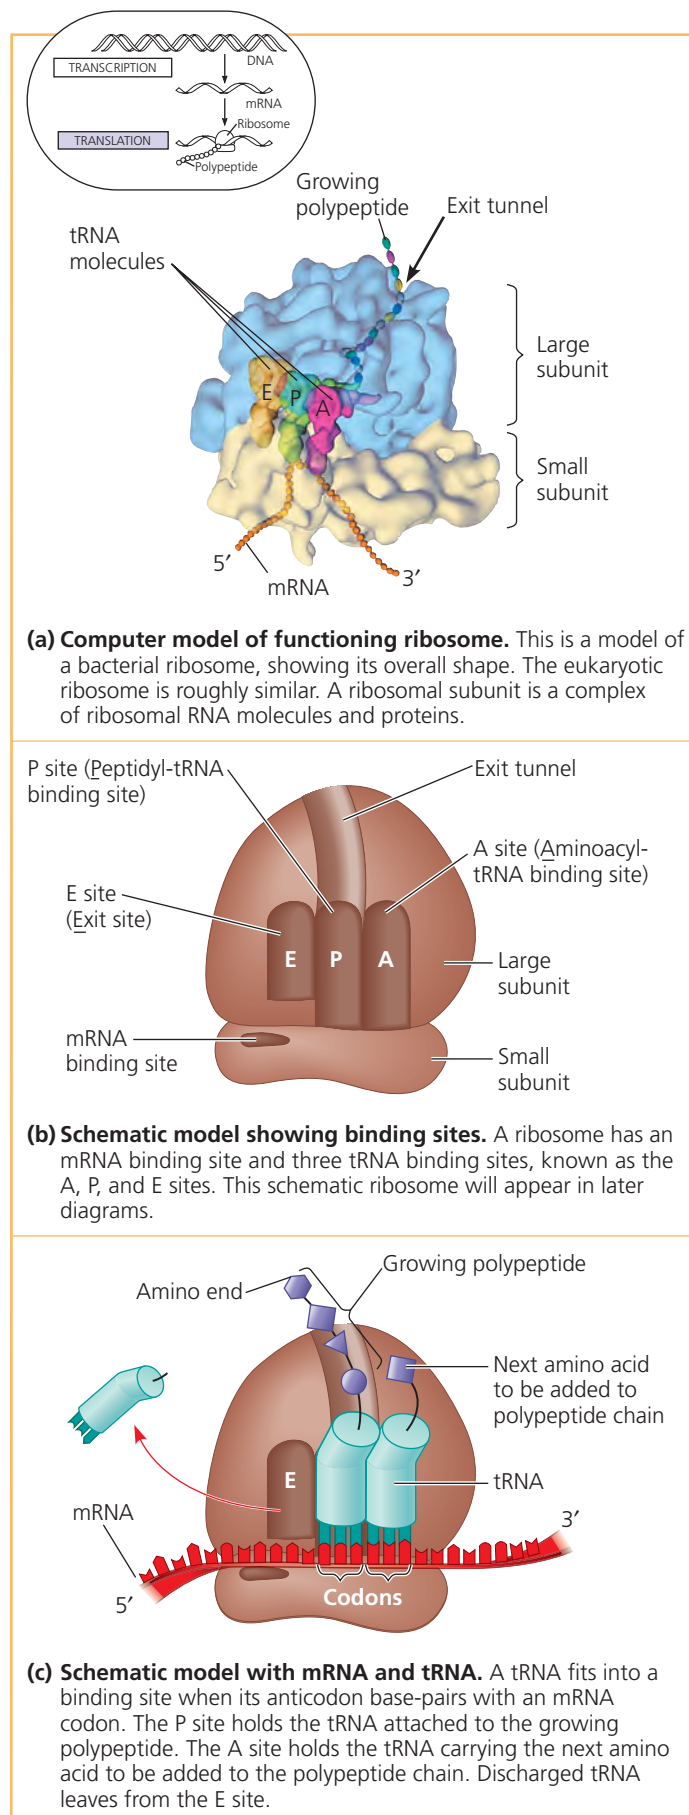 DNA
TRANSCRIPTION
mRNA
Ribosome
TRANSLATION
Polypeptide
Growing
polypeptide
Exit tunnel
tRNA
molecules
Large
subunit
E
P
A
Small
subunit
5′
mRNA
3′
(a) Computer model of functioning ribosome. This is a model of
a bacterial ribosome, showing its overall shape. The eukaryotic
ribosome is roughly similar. A ribosomal subunit is a complex
of ribosomal RNA molecules and proteins.
P site (Peptidyl-tRNA
binding site)
Exit tunnel
A site (Aminoacyl-
tRNA binding site)
E site
(Exit site)
E
P
A
Large
subunit
mRNA
binding site
Small
subunit
(b) Schematic model showing binding sites. A ribosome has an
mRNA binding site and three tRNA binding sites, known as the
A, P, and E sites. This schematic ribosome will appear in later
diagrams.
Growing polypeptide
Amino end
Next amino acid
to be added to
polypeptide chain
E
tRNA
mRNA
3′
5′
Codons
(c) Schematic model with mRNA and tRNA. A tRNA fits into a
binding site when its anticodon base-pairs with an mRNA
codon. The P site holds the tRNA attached to the growing
polypeptide. The A site holds the tRNA carrying the next amino
acid to be added to the polypeptide chain. Discharged tRNA
leaves from the E site.